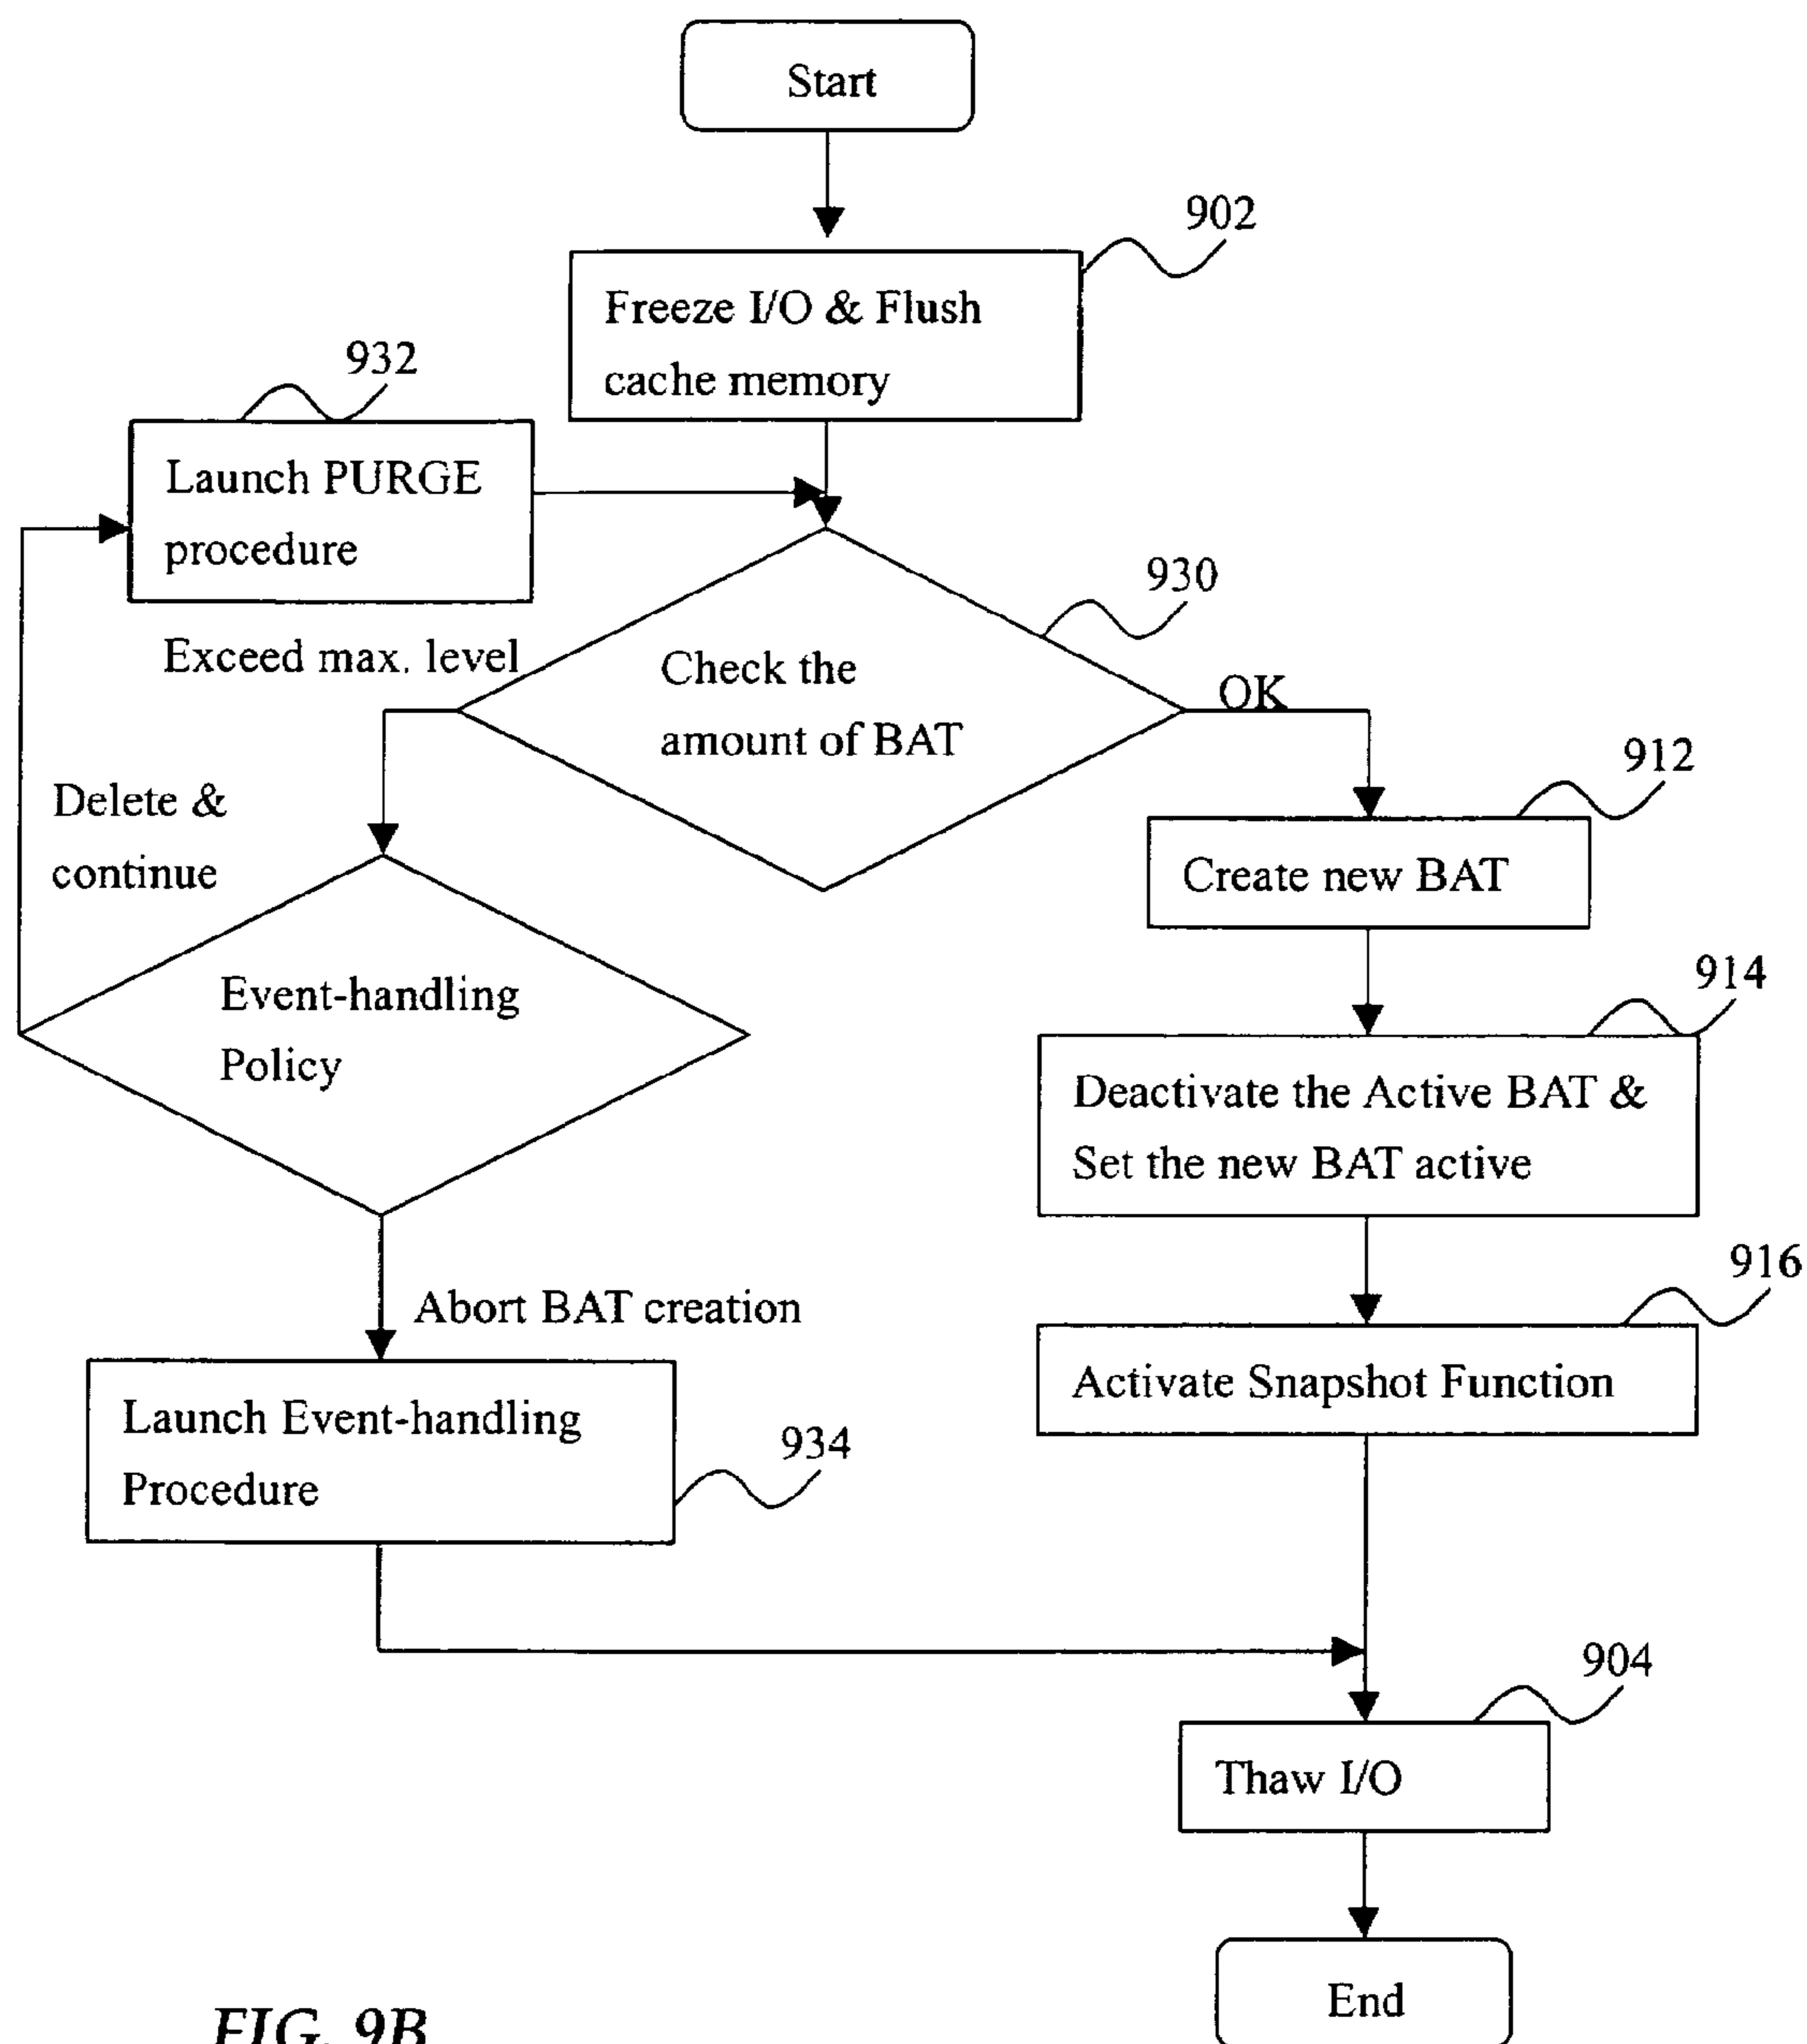 Start
902
Freeze I/O & Flush
cache memory
932
Launch PURGE
procedure
930
Exceed max. level
Check the
amount of BAT
OK
912
Delete &
continue
Create new BAT
914
Event-handling
Policy
Deactivate the Active BAT &
Set the new BAT active
916
Abort BAT creation
Activate Snapshot Function
Launch Event-handling
Procedure
934
904
Thaw I/O
End
FIG. 9B